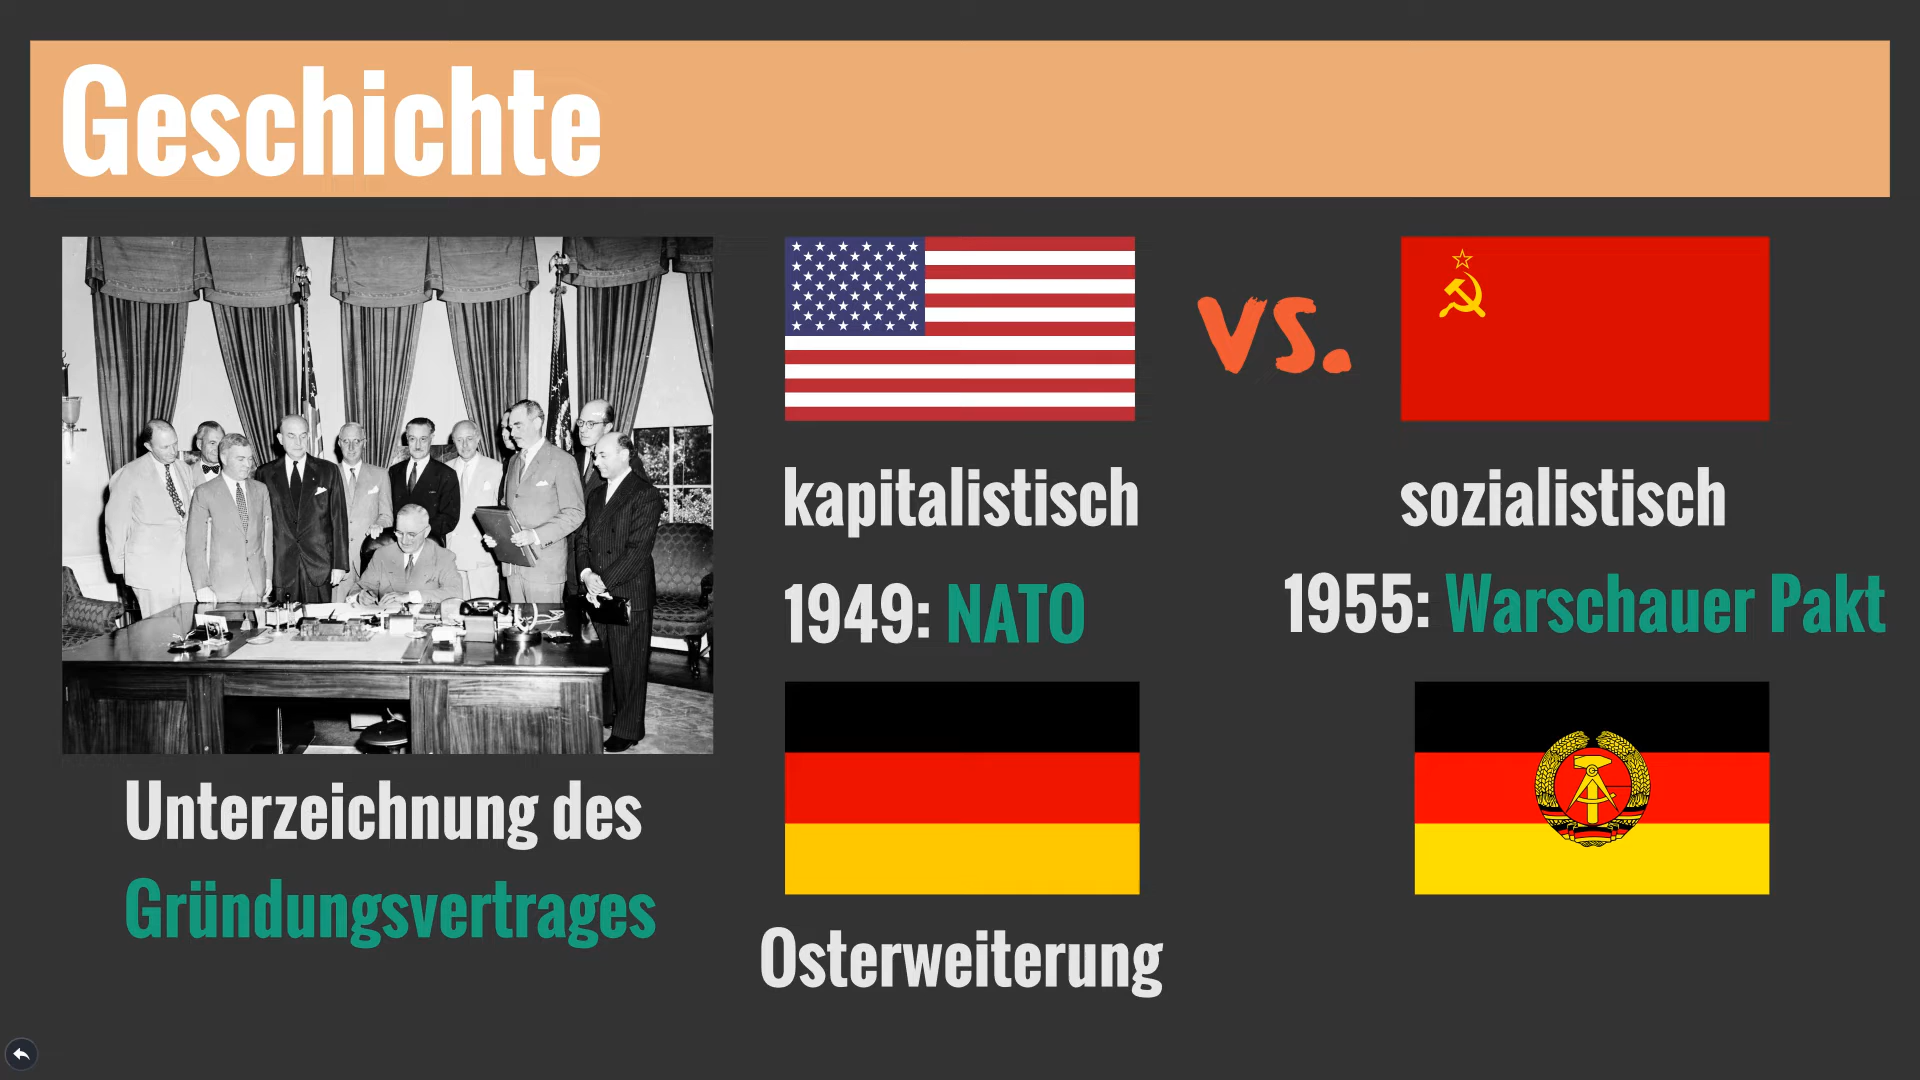 Geschichte
vs.
kapitalistisch
sozialistisch
1949: NATO
1955: Warschauer Pakt
Unterzeichnung des
Gründungsvertrages
Osterweiterung